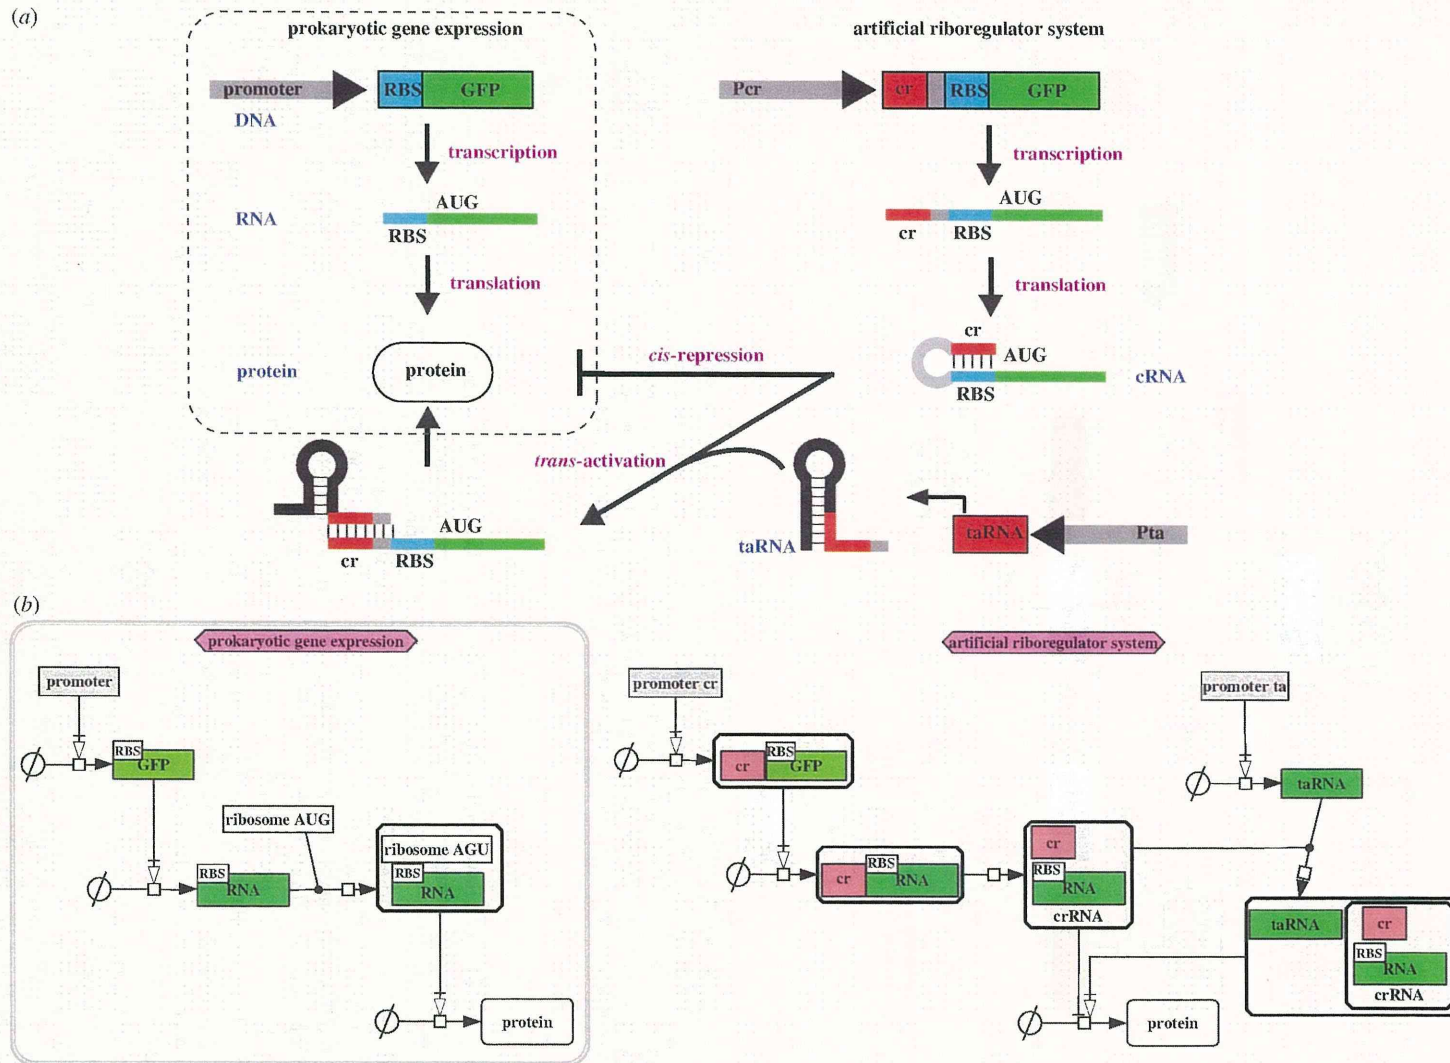 (a)
prokaryotic gene expression
artificial riboregulator system
promoter
RBS
GFP
Pcr
cr
RBS
GFP
DNA
transcription
transcription
AUG
AUG
RNA
RBS
cr
RBS
translation
translation
cr
cis-repression
AUG
protein
protein
cRNA
RBS
trans-activation
AUG
taRNA
Pta
taRNA
cr
RBS
(b)
prokaryotic gene expression
artificial riboregulator system
promoter
promoter cr
promoter ta
RBS
GFP
RBS
cr
GFP
taRNA
ribosome AUG
ribosome AGU
cr
RBS
RNA
RBS
RNA
RBS
cr
RNA
RBS
RNA
crRNA
taRNA
cr
RBS
RNA
crRNA
protein
protein